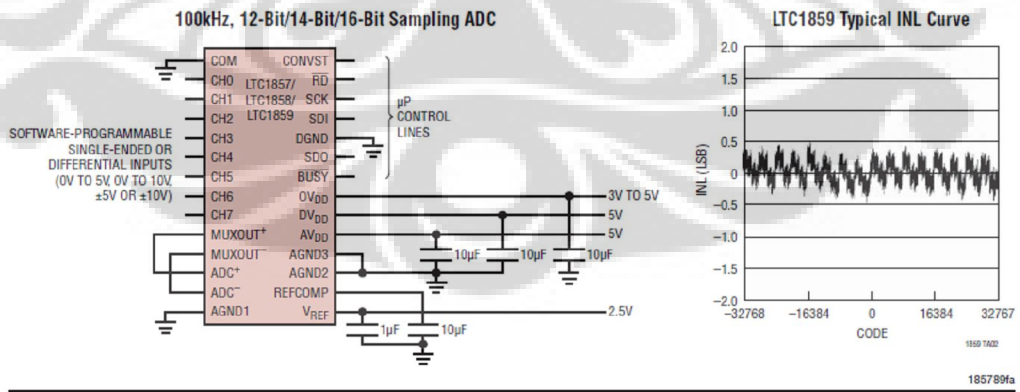 100kHz, 12-Bit/14-Bit/16-Bit Sampling ADC
SOFTWARE-PROGRAMMABLE
SINGLE-ENDED OR
DIFFERENTIAL INPUTS
(0V TO 5V, 0V TO 10V,
±5V OR ±10V)
COM
CH0
CH1
CH2
CH3
CH4
CH5
CH6
CH7
MUXOUT+
MUXOUT–
ADC+
ADC–
AGND1
LTC1857/
LTC1858/
LTC1859
CONVST
RD
SCK
SDI
DGND
SDO
BUSY
OVDD
DVDD
AVDD
AGND3
AGND2
REFCOMP
VREF
µP
CONTROL
LINES
3V TO 5V
5V
5V
10µF
10µF
10µF
2.5V
1µF
10µF
LTC1859 Typical INL Curve
INL (LSB)
2.0
1.5
1.0
0.5
0
–0.5
–1.0
–1.5
–2.0
–32768
–16384
0
16384
32767
CODE
1859 TA02
185789fa